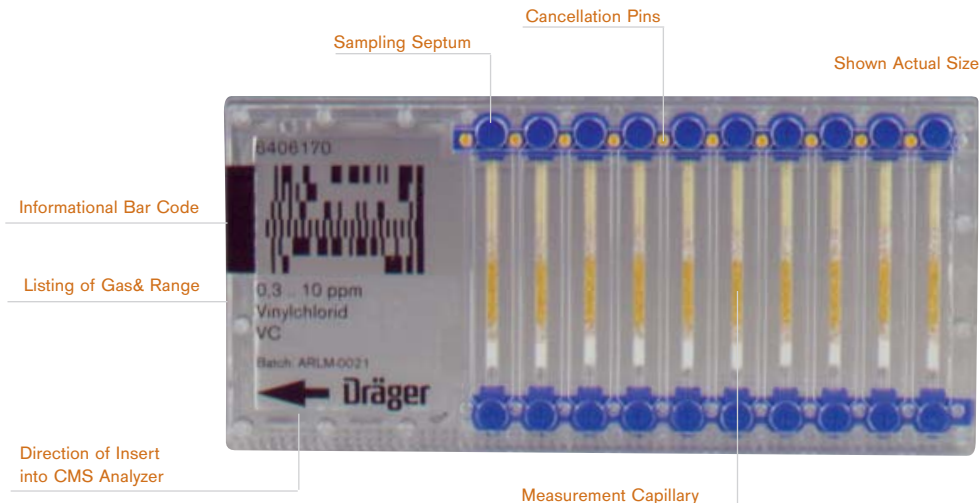 Cancellation Pins
Sampling Septum
Shown Actual Size
6406170
Informational Bar Code
Listing of Gas& Range
0,3 .. 10 ppm
Vinylchlorid
VC
Batch: ARLM-0021
Dräger
Direction of Insert
into CMS Analyzer
Measurement Capillary